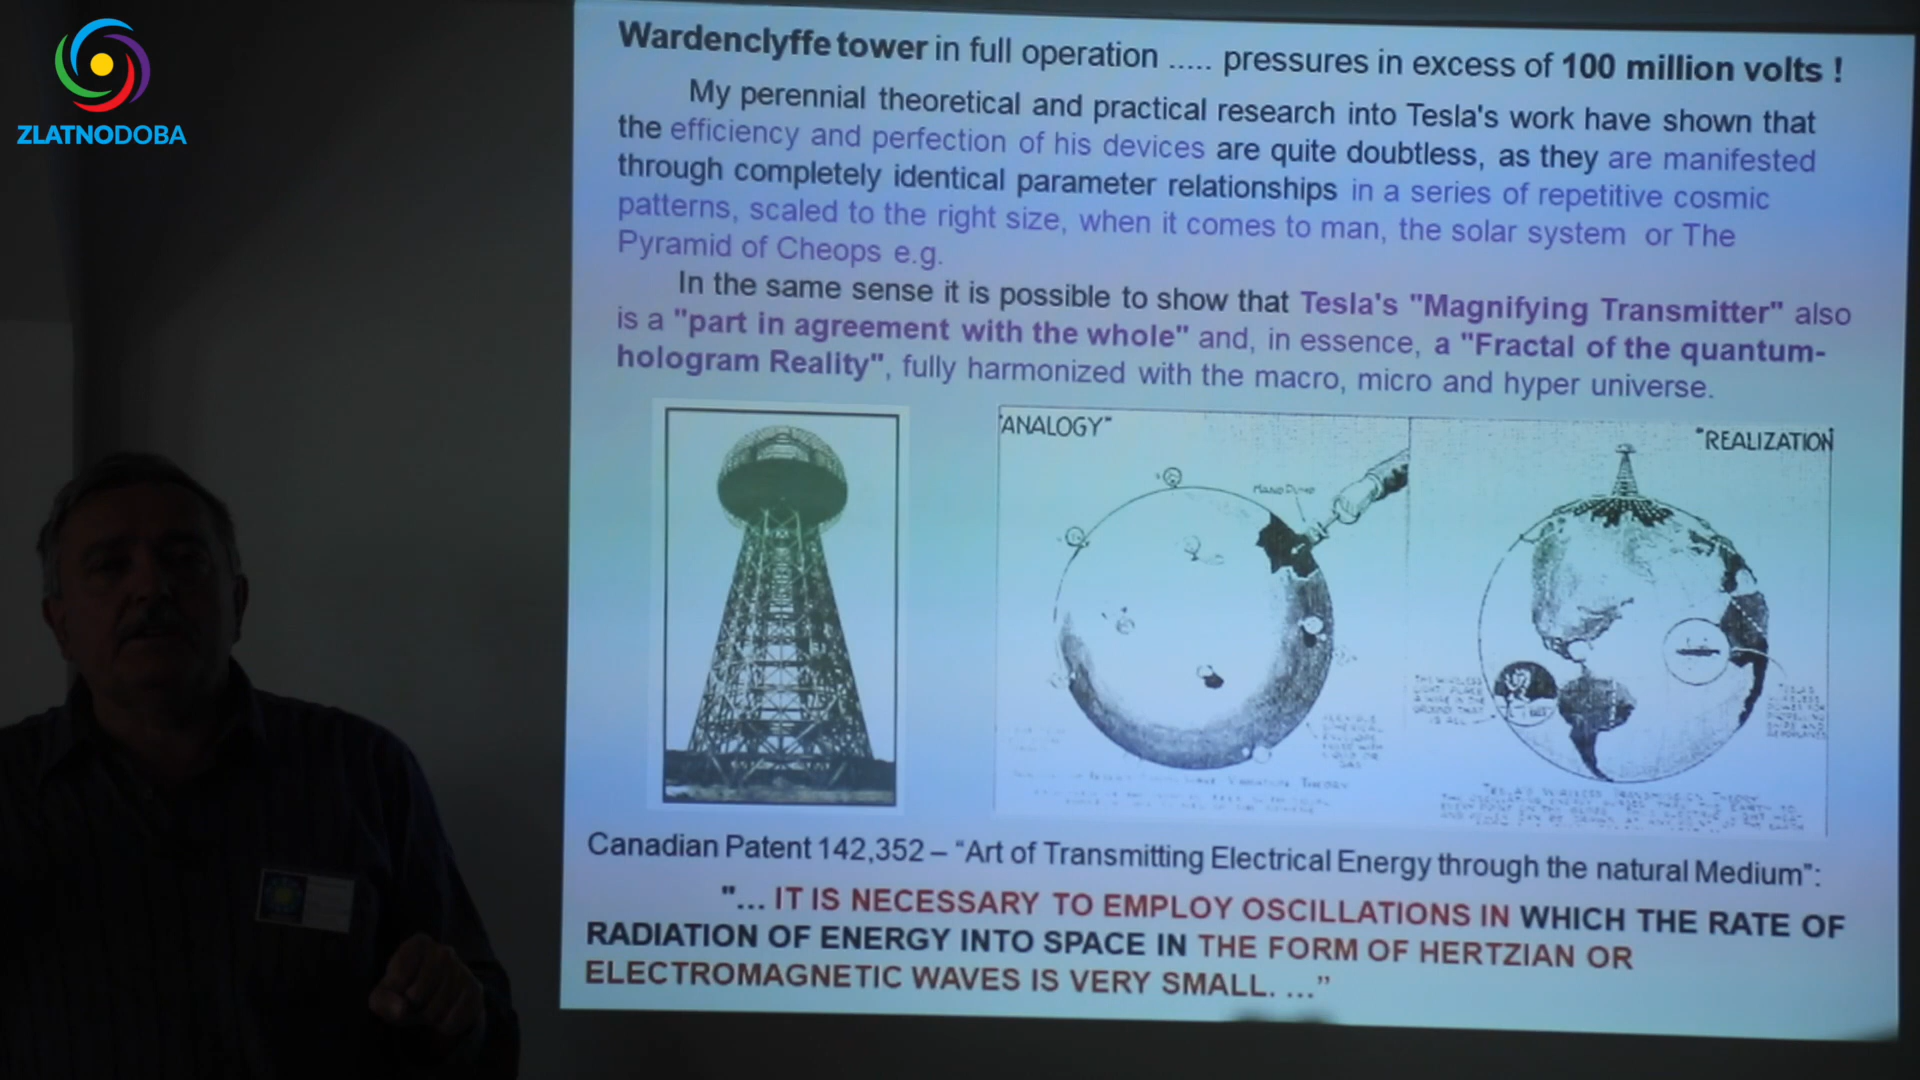 ZLATNODOBA
Wardenclyffe tower in full operation ..... pressures in excess of 100 million volts !
My perennial theoretical and practical research into Tesla's work have shown that
the efficiency and perfection of his devices are quite doubtless, as they are manifested
through completely identical parameter relationships in a series of repetitive cosmic
patterns, scaled to the right size, when it comes to man, the solar system or The
Pyramid of Cheops e.g.
In the same sense it is possible to show that Tesla's "Magnifying Transmitter" also
is a "part in agreement with the whole" and, in essence, a "Fractal of the quantum-
hologram Reality", fully harmonized with the macro, micro and hyper universe.
"ANALOGY"
"REALIZATION
Canadian Patent 142,352 – “Art of Transmitting Electrical Energy through the natural Medium”:
"... IT IS NECESSARY TO EMPLOY OSCILLATIONS IN WHICH THE RATE OF
RADIATION OF ENERGY INTO SPACE IN THE FORM OF HERTZIAN OR
ELECTROMAGNETIC WAVES IS VERY SMALL. ...”